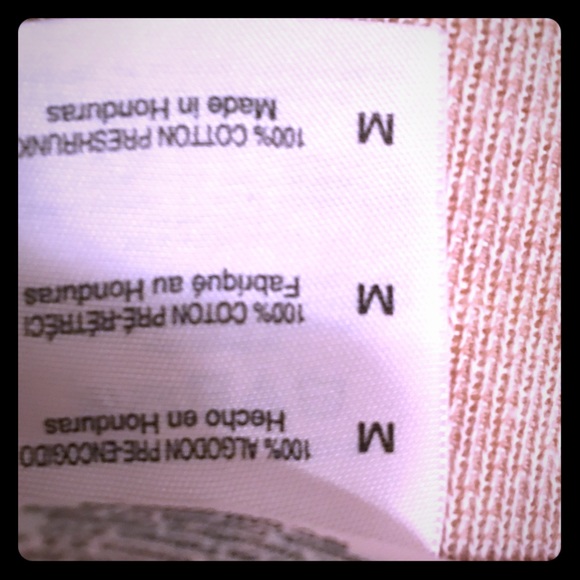 M
100% ALGODON PRE-ENCOGIDO
Hecho en Honduras
M
100% COTON PRÉ-RÉTRÉCI
Fabriqué au Honduras
M
100% COTTON PRESHRUNK
Made in Honduras